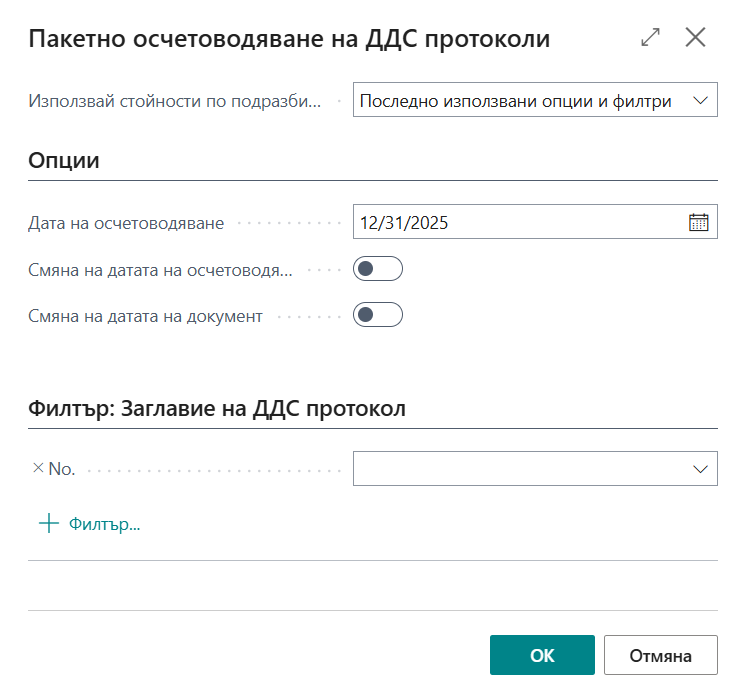 Пакетно осчетоводяване на ДДС протоколи
Използвай стойности по подразби...
Последно използвани опции и филтри
Опции
Дата на осчетоводяване
12/31/2025
Смяна на датата на осчетоводя...
Смяна на датата на документ
Филтър: Заглавие на ДДС протокол
No.
Филтър...
OK
Отмяна